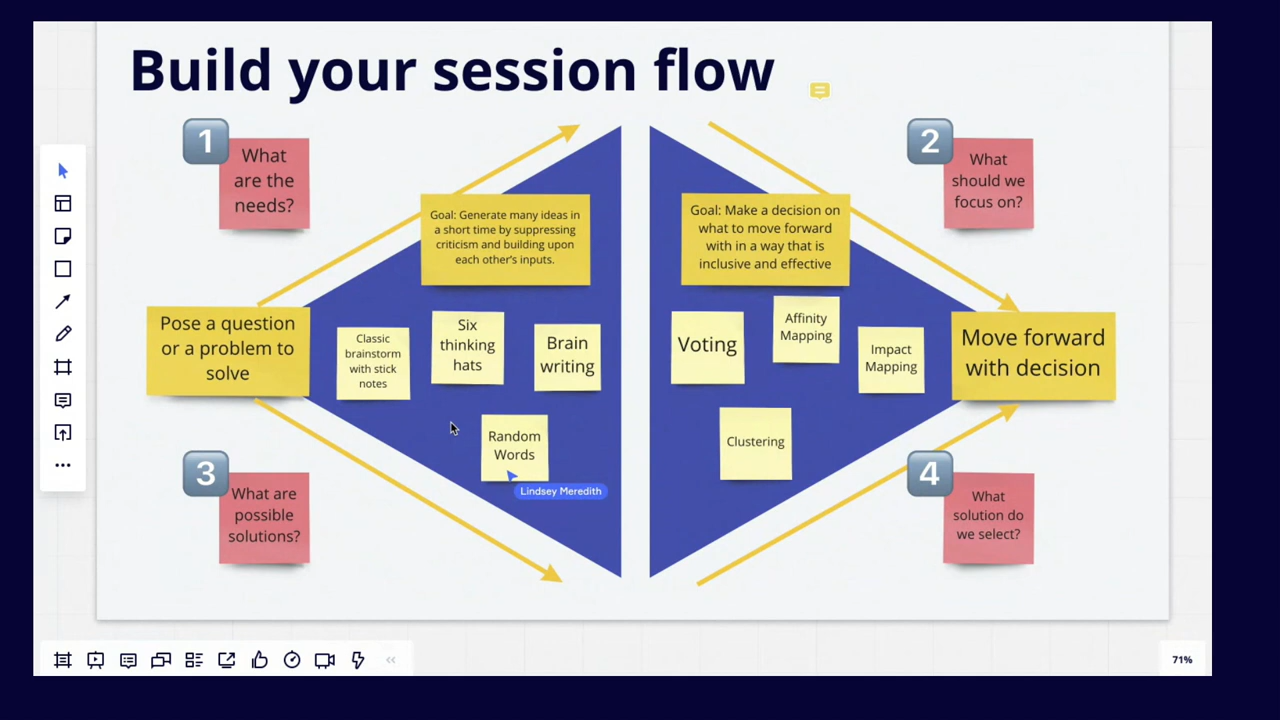 Build your session flow
1
What
are the
needs?
Goal: Generate many ideas in
a short time by suppressing
criticism and building upon
each other's inputs.
Goal: Make a decision on
what to move forward
with in a way that is
inclusive and effective
2
What
should we
focus on?
Pose a question
or a problem to
solve
Classic
brainstorm
with stick
notes
Six
thinking
hats
Brain
writing
Random
Words
Lindsey Meredith
Voting
Affinity
Mapping
Impact
Mapping
Clustering
Move forward
with decision
3
What are
possible
solutions?
4
What
solution do
we select?
71%